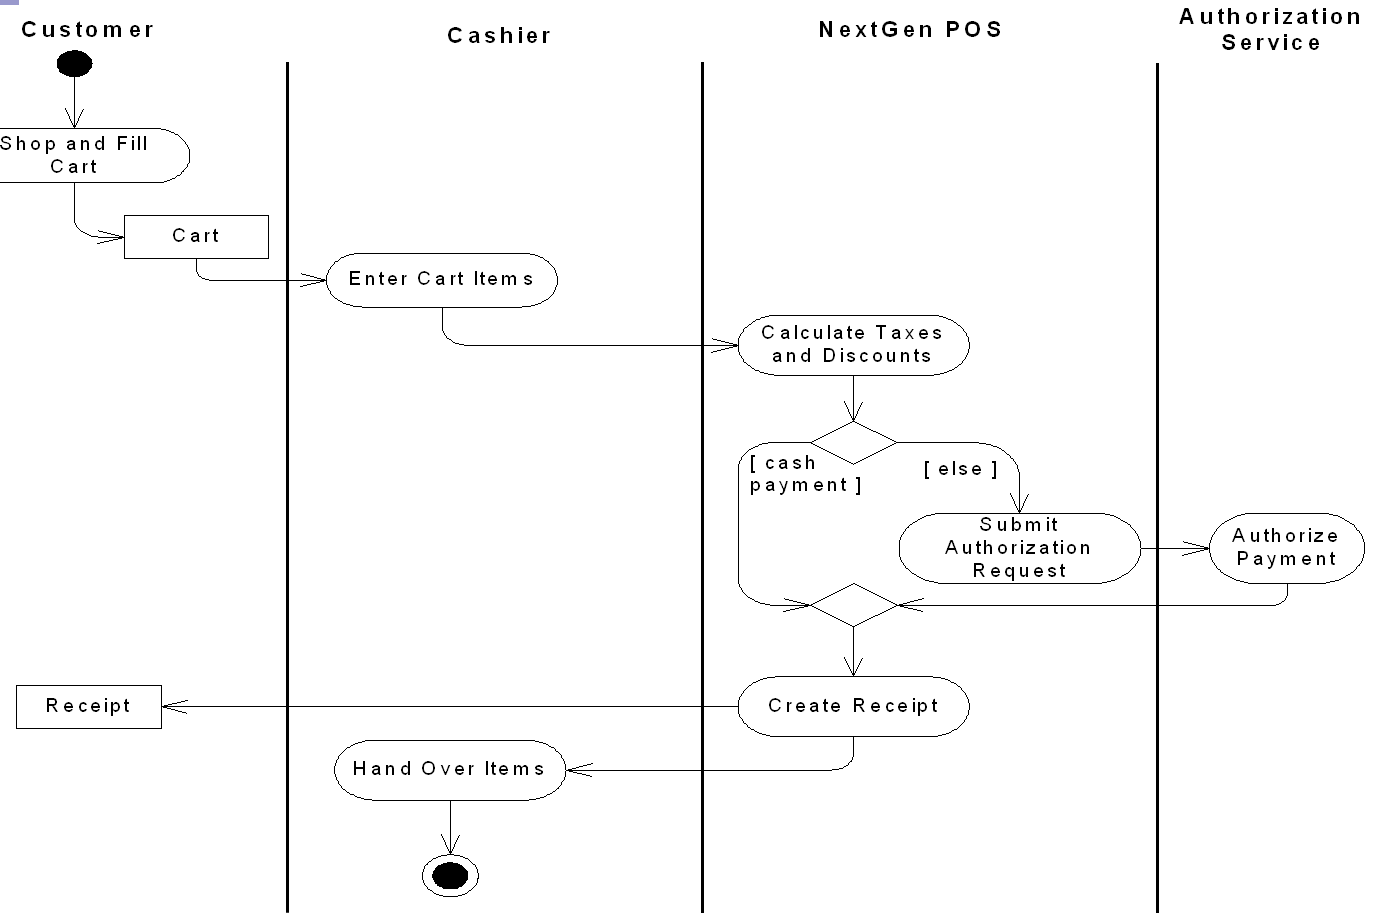 Customer
Cashier
NextGen POS
Authorization
Service
Shop and Fill
Cart
Cart
Enter Cart Items
Calculate Taxes
and Discounts
[ cash
payment ]
[ else ]
Submit
Authorization
Request
Authorize
Payment
Receipt
Create Receipt
Hand Over Items